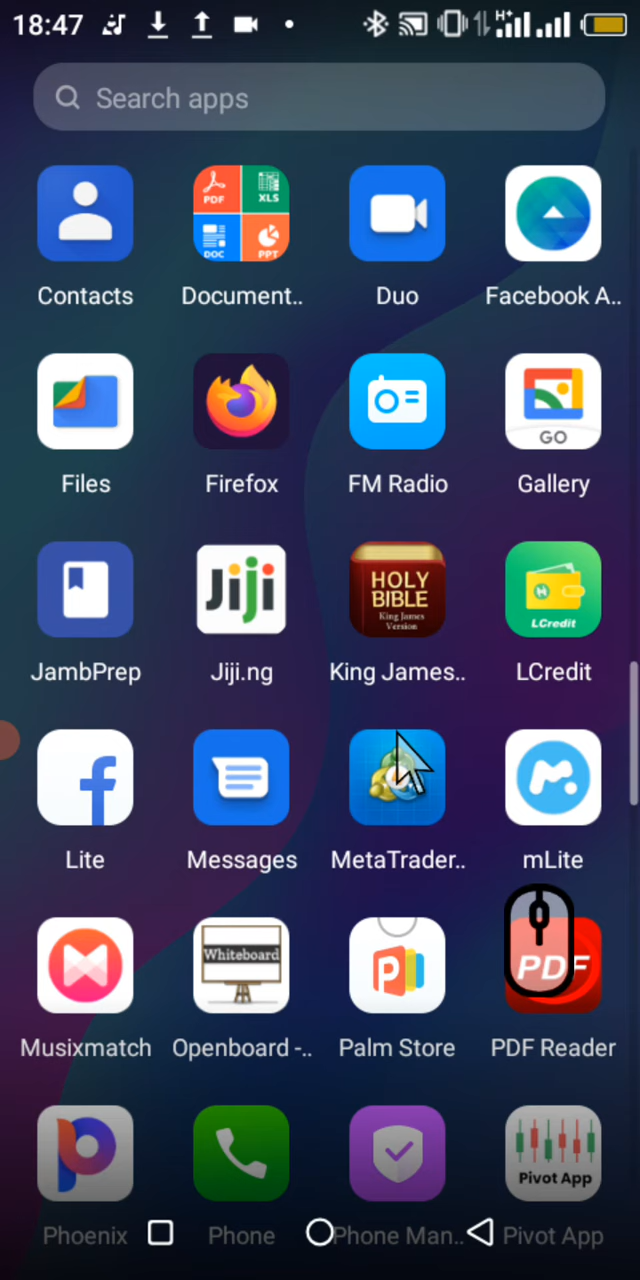 18:47
H+
Search apps
PDF XLS
DOC PPT
Contacts Document.. Duo Facebook A..
GO
Files Firefox FM Radio Gallery
Jiji HOLY
BIBLE
King James
Version
LCredit
JambPrep Jiji.ng King James.. LCredit
Lite Messages MetaTrader.. mLite
Whiteboard
PDF
Musixmatch Openboard -.. Palm Store PDF Reader
Pivot App
Phoenix Phone Phone Man.. Pivot App